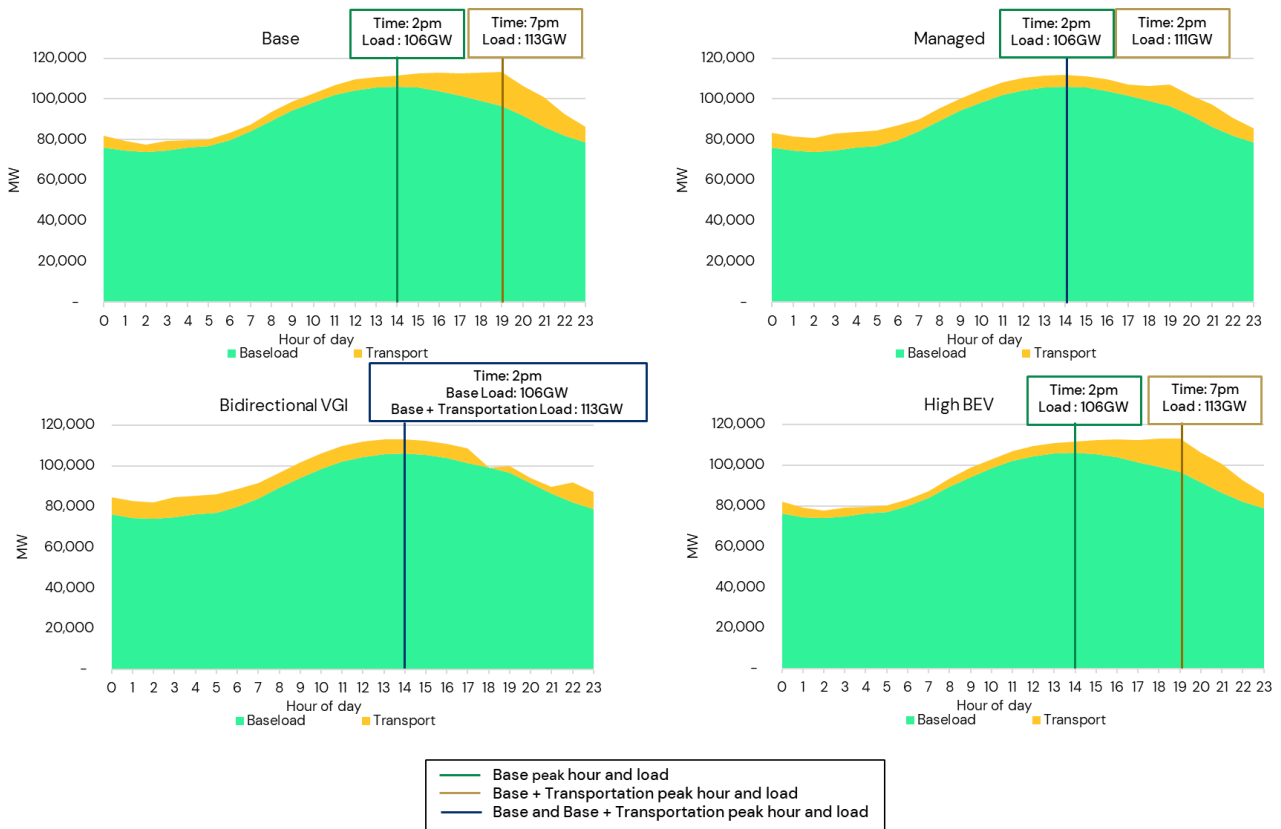 Base
Time: 2pm
Load : 106GW
Time: 7pm
Load : 113GW
120,000
100,000
80,000
60,000
40,000
20,000
-
MW
0 1 2 3 4 5 6 7 8 9 10 11 12 13 14 15 16 17 18 19 20 21 22 23
Hour of day
Baseload Transport
Managed
Time: 2pm
Load : 106GW
Time: 2pm
Load : 111GW
120,000
100,000
80,000
60,000
40,000
20,000
-
MW
0 1 2 3 4 5 6 7 8 9 10 11 12 13 14 15 16 17 18 19 20 21 22 23
Hour of day
Baseload Transport
Bidirectional VGI
Time: 2pm
Base Load: 106GW
Base + Transportation Load : 113GW
120,000
100,000
80,000
60,000
40,000
20,000
-
MW
0 1 2 3 4 5 6 7 8 9 10 11 12 13 14 15 16 17 18 19 20 21 22 23
Hour of day
Baseload Transport
High BEV
Time: 2pm
Load : 106GW
Time: 7pm
Load : 113GW
120,000
100,000
80,000
60,000
40,000
20,000
-
MW
0 1 2 3 4 5 6 7 8 9 10 11 12 13 14 15 16 17 18 19 20 21 22 23
Hour of day
Baseload Transport
Base peak hour and load
Base + Transportation peak hour and load
Base and Base + Transportation peak hour and load